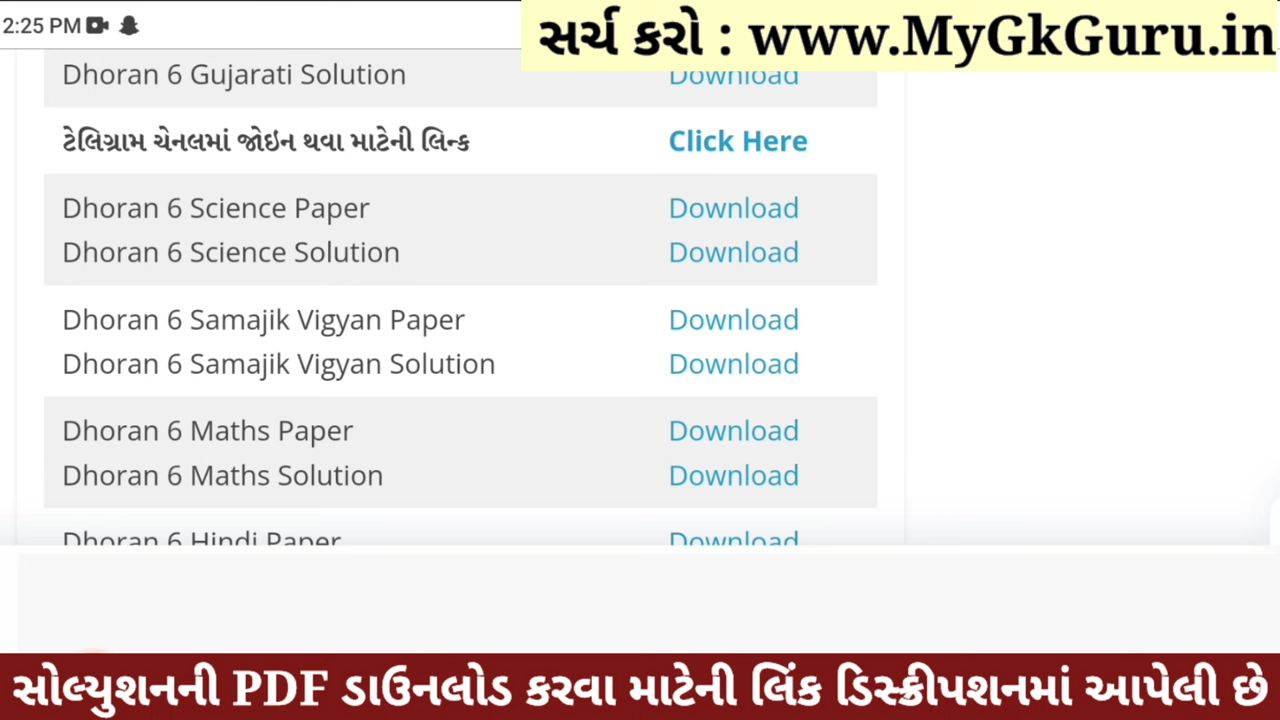 2:25 PM
સર્ચ કરો : www.MyGkGuru.in
Dhoran 6 Gujarati Solution Download
ટેલિગ્રામ ચેનલમાં જોઇન થવા માટેની લિન્ક Click Here
Dhoran 6 Science Paper Download
Dhoran 6 Science Solution Download
Dhoran 6 Samajik Vigyan Paper Download
Dhoran 6 Samajik Vigyan Solution Download
Dhoran 6 Maths Paper Download
Dhoran 6 Maths Solution Download
Dhoran 6 Hindi Paper Download
સોલ્યુશનની PDF ડાઉનલોડ કરવા માટેની લિંક ડિસ્ક્રીપશનમાં આપેલી છે